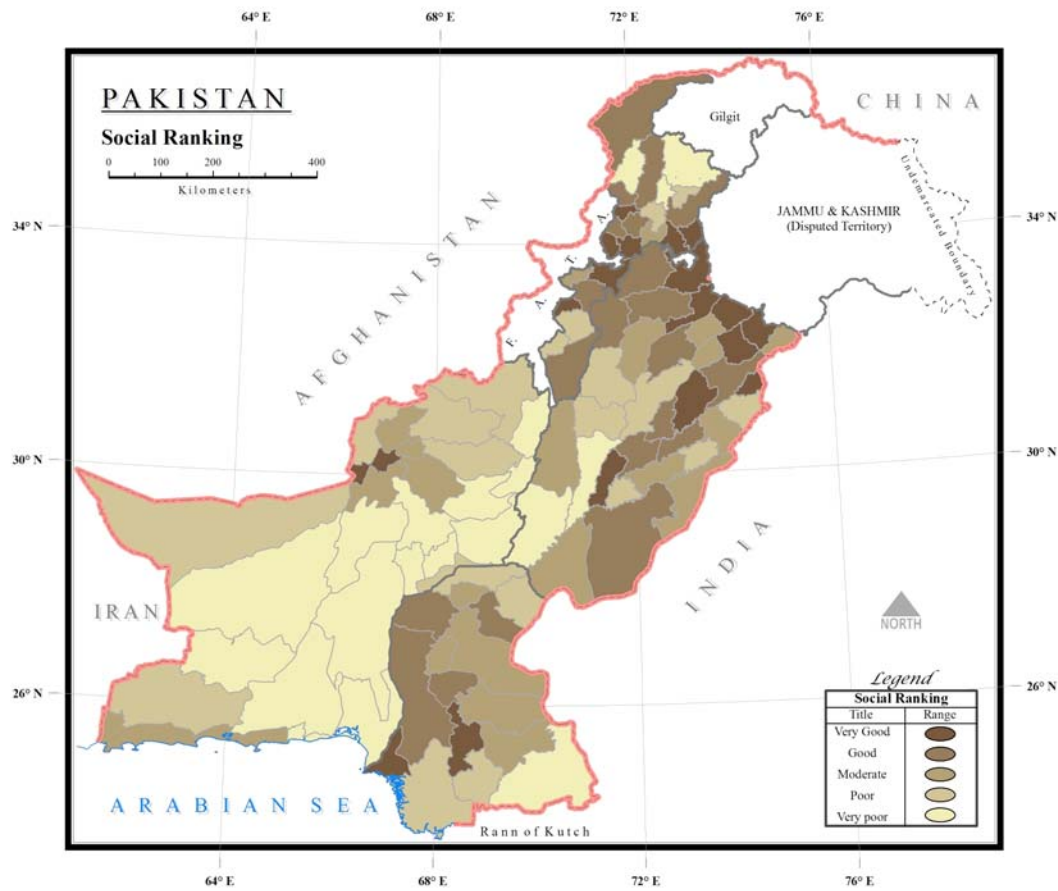 64° E 68° E 72° E 76° E
PAKISTAN
Social Ranking
0 100 200 400
Kilometers
CHINA
Gilgit
Undemarcated Boundary
JAMMU & KASHMIR
(Disputed Territory)
34° N 34° N
AFGHANISTAN
F. A. T. A.
30° N 30° N
INDIA
IRAN
NORTH
26° N 26° N
Legend
Social Ranking
Title Range
Very Good
Good
Moderate
Poor
Very poor
ARABIAN SEA
Rann of Kutch
64° E 68° E 72° E 76° E